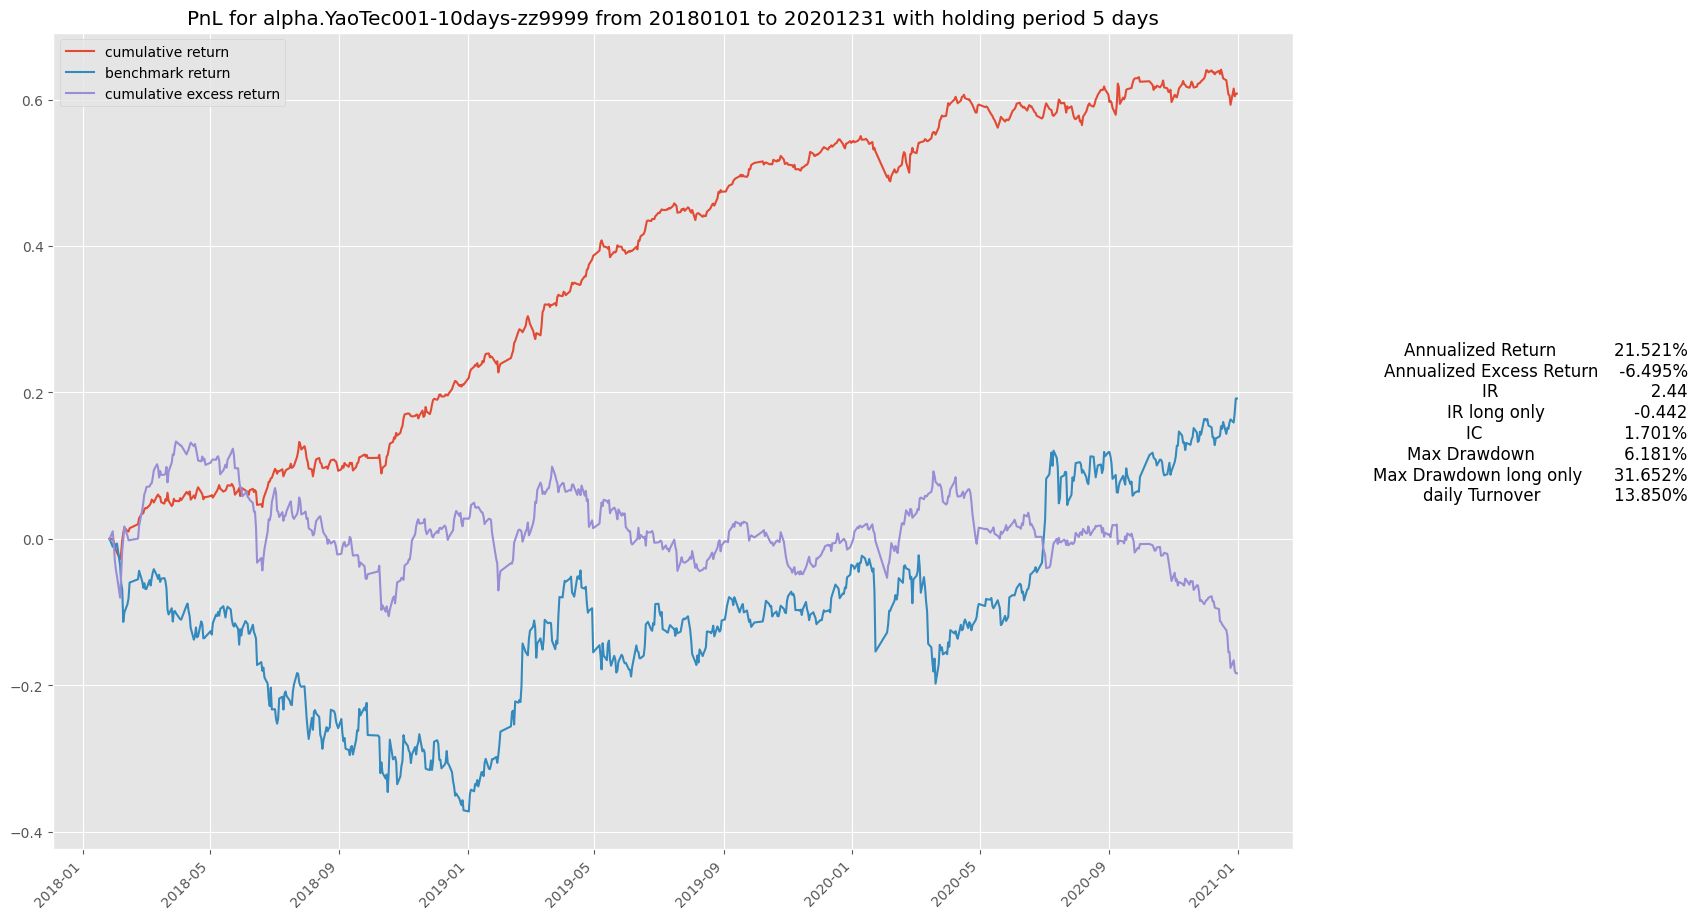 PnL for alpha.YaoTec001-10days-zz9999 from 20180101 to 20201231 with holding period 5 days
cumulative return
benchmark return
cumulative excess return
0.6
0.4
0.2
0.0
−0.2
−0.4
2018-01
2018-05
2018-09
2019-01
2019-05
2019-09
2020-01
2020-05
2020-09
2021-01
Annualized Return 21.521%
Annualized Excess Return -6.495%
IR 2.44
IR long only -0.442
IC 1.701%
Max Drawdown 6.181%
Max Drawdown long only 31.652%
daily Turnover 13.850%